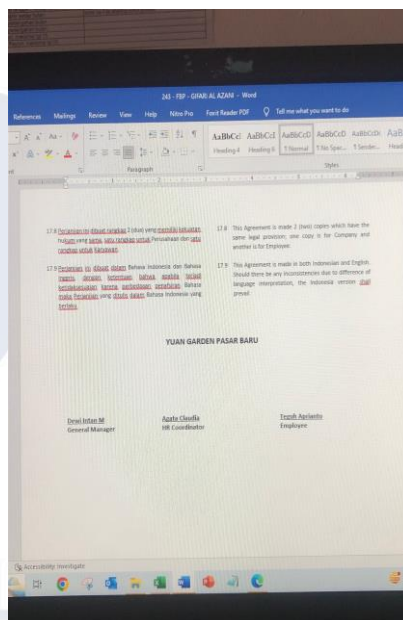 243 - FBP - GIFARI AL AZANI - Word
References Mailings Review View Help Nitro Pro Foxit Reader PDF Tell me what you want to do
AaBbCcI AaBbCcI AaBbCcD AaBbCcD AaBbCcDc AaB
Heading 4 Heading 6 ¶ Normal ¶ No Spac... ¶ Sender... Head
Paragraph Styles
17.8 Perjanjian ini dibuat rangkap 2 (dua) yang memiliki kekuatan
hukum yang sama, satu rangkap untuk Perusahaan dan satu
rangkap untuk Karyawan.
17.8 This Agreement is made 2 (two) copies which have the
same legal provision; one copy is for Company and
another is for Employee.
17.9 Perjanjian ini dibuat dalam Bahasa Indonesia dan Bahasa
Inggris, dengan ketentuan bahwa apabila terjadi
ketidaksesuaian karena perbedaan penafsiran Bahasa
maka Perjanjian yang ditulis dalam Bahasa Indonesia yang
berlaku.
17.9 This Agreement is made in both Indonesian and English.
Should there be any inconsistencies due to difference of
language interpretation, the Indonesia version shall
prevail
YUAN GARDEN PASAR BARU
Dewi Intan M
General Manager
Agate Claudia
HR Coordinator
Teguh Aprianto
Employee
Accessibility: Investigate